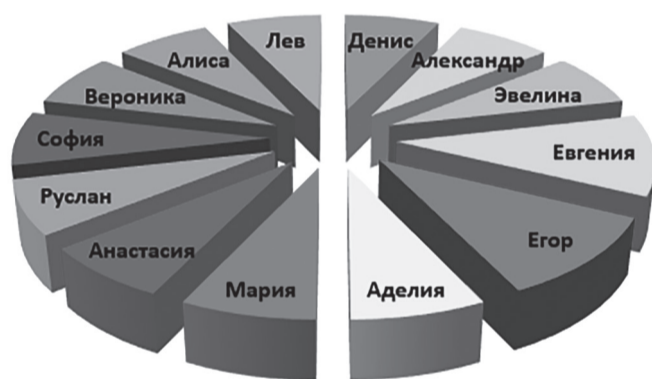 Лев
Денис
Алиса
Александр
Вероника
Эвелина
София
Евгения
Руслан
Анастасия
Егор
Мария
Аделия